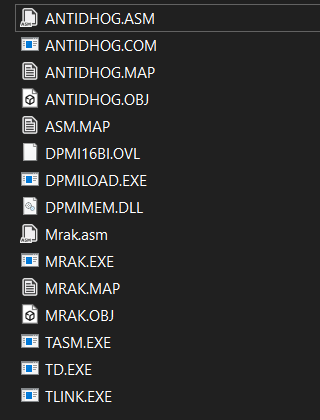 ANTIDHOG.ASM
ANTIDHOG.COM
ANTIDHOG.MAP
ANTIDHOG.OBJ
ASM.MAP
DPMI16BI.OVL
DPMILOAD.EXE
DPMIMEM.DLL
Mrak.asm
MRAK.EXE
MRAK.MAP
MRAK.OBJ
TASM.EXE
TD.EXE
TLINK.EXE